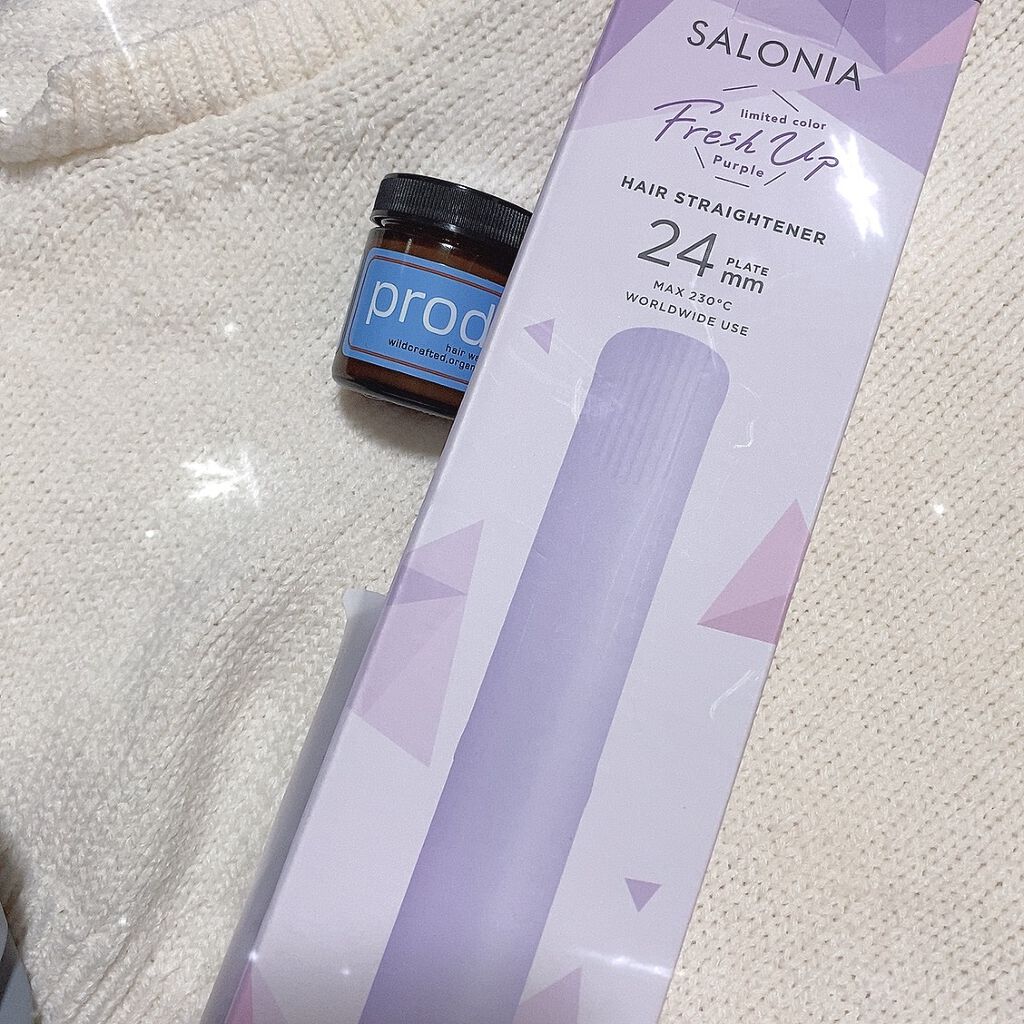 SALONIA
limited color
Fresh Up
Purple
HAIR STRAIGHTENER
24 PLATE mm
MAX 230°C
WORLDWIDE USE
prod
hair wa
wildcrafted,organ